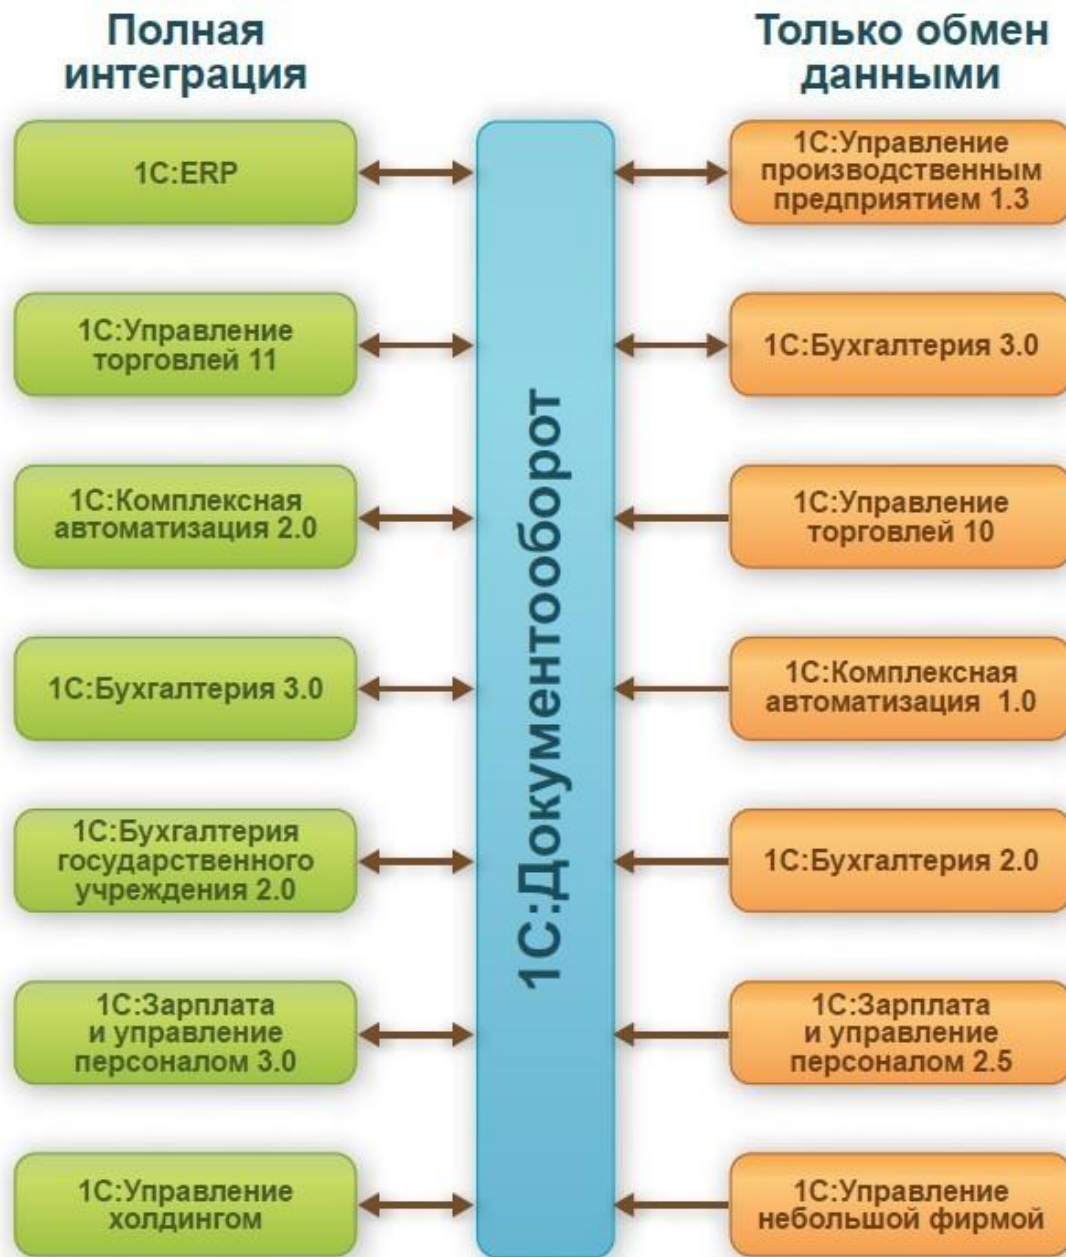 Полная
интеграция
Только обмен
данными
1С:ERP
1С:Управление
торговлей 11
1С:Комплексная
автоматизация 2.0
1С:Бухгалтерия 3.0
1С:Бухгалтерия
государственного
учреждения 2.0
1С:Зарплата
и управление
персоналом 3.0
1С:Управление
холдингом
1С:Документооборот
1С:Управление
производственным
предприятием 1.3
1С:Бухгалтерия 3.0
1С:Управление
торговлей 10
1С:Комплексная
автоматизация 1.0
1С:Бухгалтерия 2.0
1С:Зарплата
и управление
персоналом 2.5
1С:Управление
небольшой фирмой